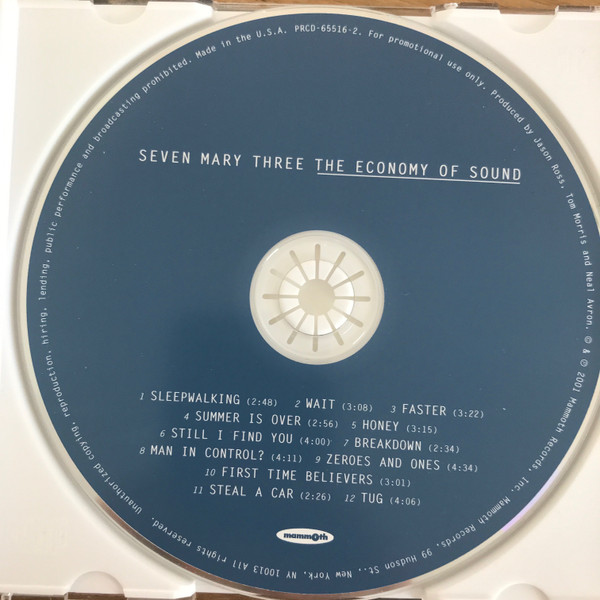 SEVEN MARY THREE THE ECONOMY OF SOUND
1 SLEEPWALKING (2:48) 2 WAIT (3:08) 3 FASTER (3:22)
4 SUMMER IS OVER (2:56) 5 HONEY (3:15)
6 STILL I FIND YOU (4:00) 7 BREAKDOWN (2:34)
8 MAN IN CONTROL? (4:11) 9 ZEROES AND ONES (4:34)
10 FIRST TIME BELIEVERS (3:01)
11 STEAL A CAR (2:26) 12 TUG (4:06)
mammoth
Unauthorized copying, reproduction, hiring, lending, public performance and broadcasting prohibited. Made in the U.S.A. PRCD-65516-2. For promotional use only. Produced by Jason Ross, Tom Morris and Neal Avron. © & ℗ 2001 Mammoth Records, Inc. Mammoth Records, 99 Hudson St., New York, NY 10013 All rights reserved.